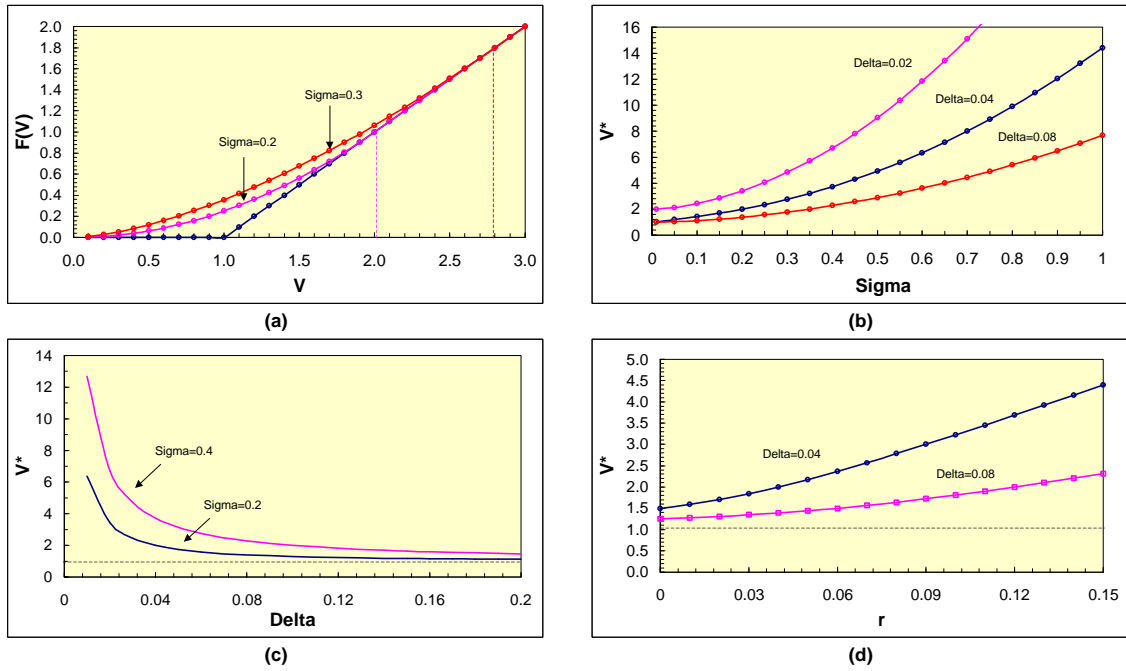 2.0
1.8
1.6
1.4
1.2
1.0
0.8
0.6
0.4
0.2
0.0
F(V)
Sigma=0.3
Sigma=0.2
0.0 0.5 1.0 1.5 2.0 2.5 3.0
V
(a)
16
14
12
10
8
6
4
2
0
V*
Delta=0.02
Delta=0.04
Delta=0.08
0 0.1 0.2 0.3 0.4 0.5 0.6 0.7 0.8 0.9 1
Sigma
(b)
14
12
10
8
6
4
2
0
V*
Sigma=0.4
Sigma=0.2
0 0.04 0.08 0.12 0.16 0.2
Delta
(c)
5.0
4.5
4.0
3.5
3.0
2.5
2.0
1.5
1.0
0.5
0.0
V*
Delta=0.04
Delta=0.08
0 0.03 0.06 0.09 0.12 0.15
r
(d)